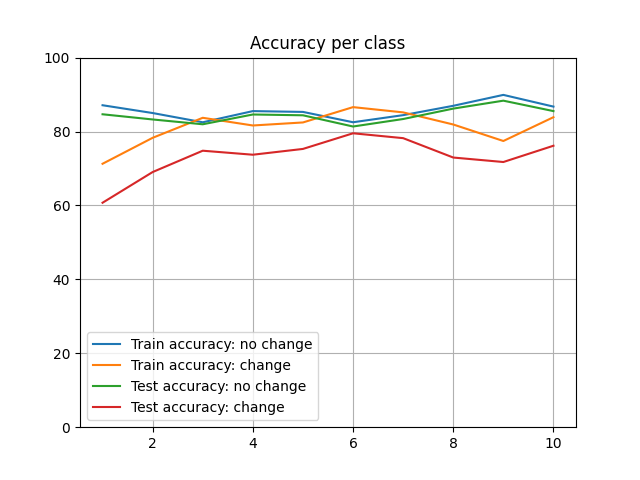 Accuracy per class
100
80
60
40
20
0
Train accuracy: no change
Train accuracy: change
Test accuracy: no change
Test accuracy: change
2 4 6 8 10